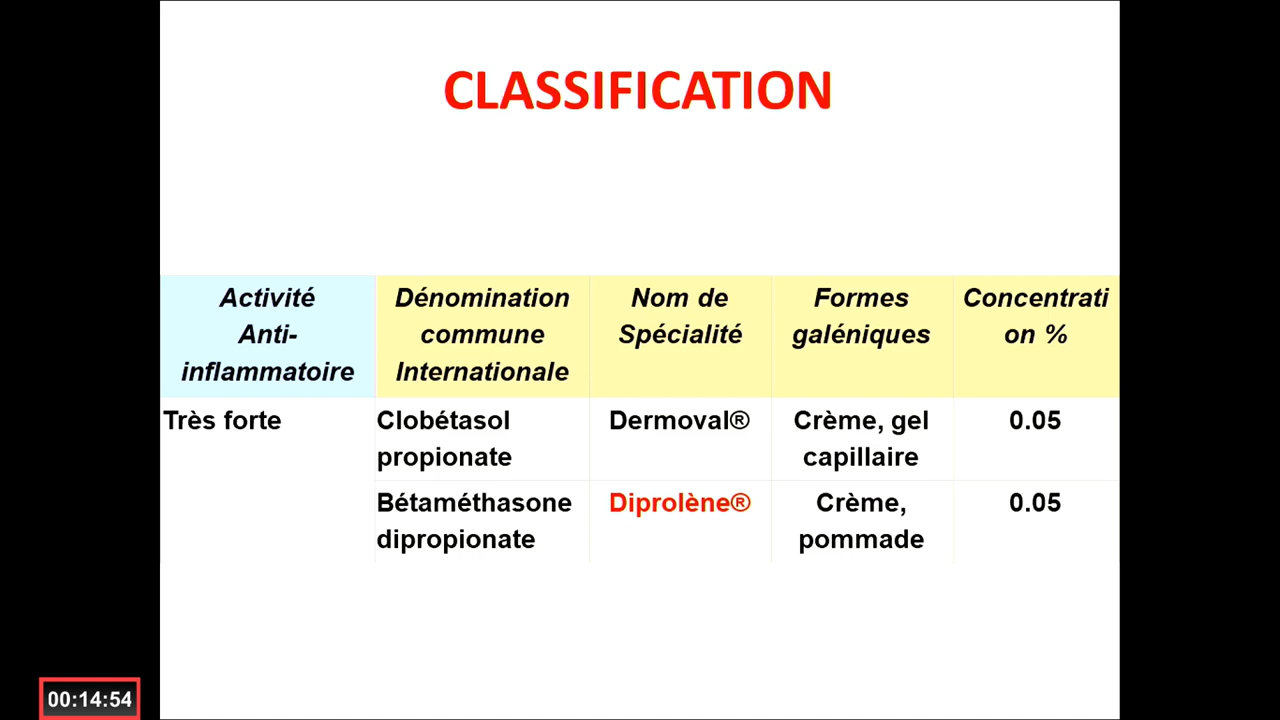 CLASSIFICATION
Activité
Anti-
inflammatoire
Dénomination
commune
Internationale
Nom de
Spécialité
Formes
galéniques
Concentrati
on %
Très forte
Clobétasol
propionate
Dermoval®
Crème, gel
capillaire
0.05
Bétaméthasone
dipropionate
Diprolène®
Crème,
pommade
0.05
00:14:54